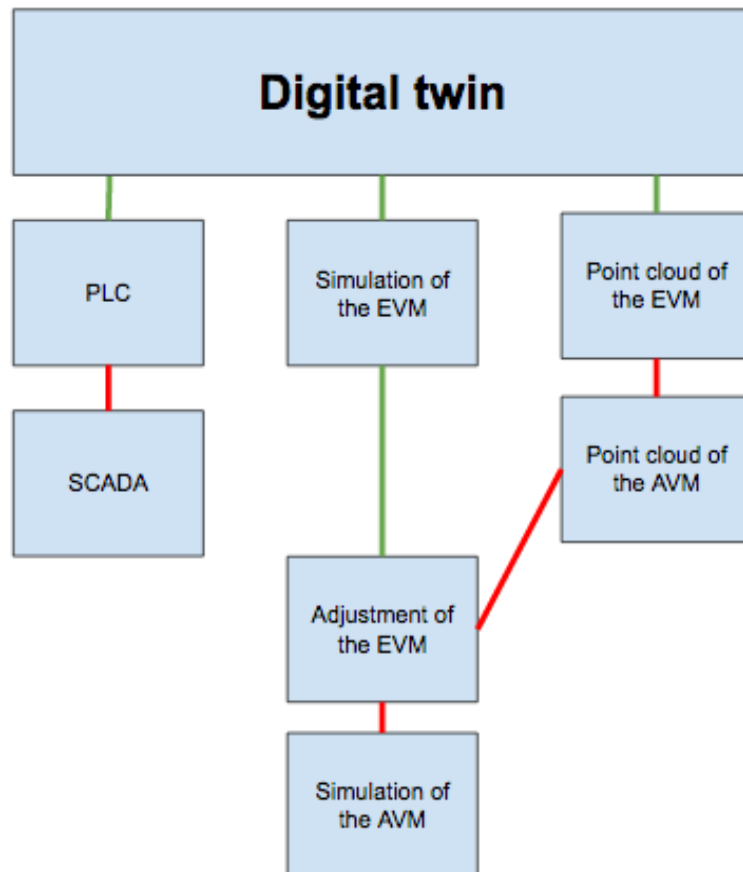 Digital twin
PLC
Simulation of
the EVM
Point cloud of
the EVM
SCADA
Point cloud of
the AVM
Adjustment of
the EVM
Simulation of
the AVM